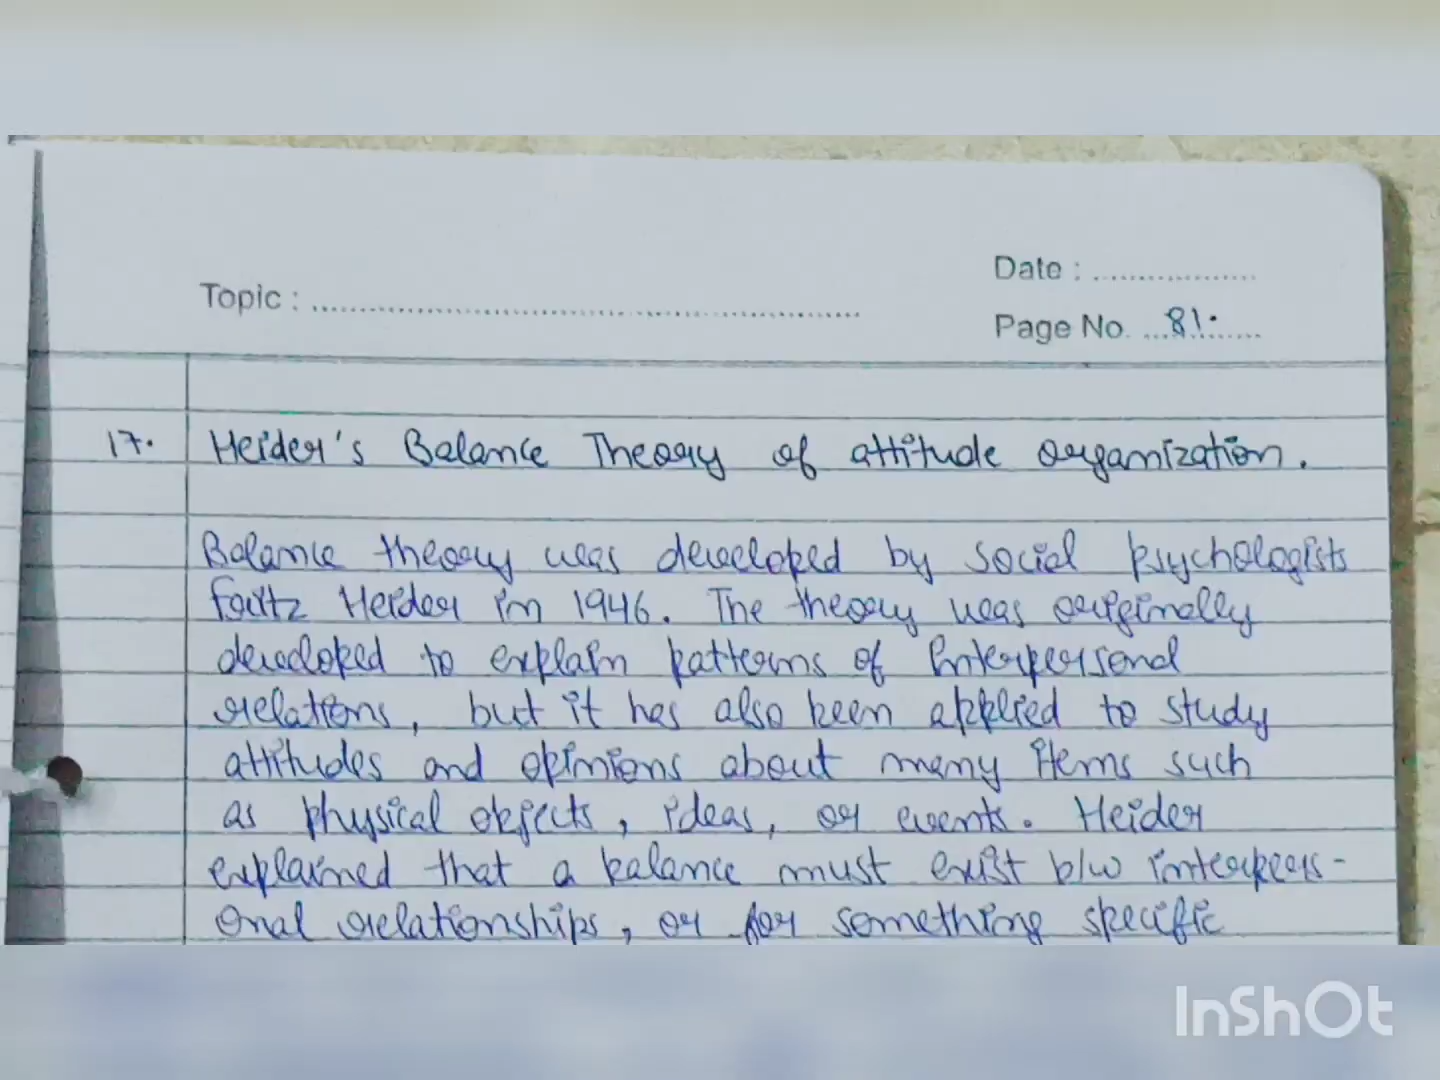 Date : ..................
Topic : ..............................................................
Page No. ...81.......
17. Heider's Balance Theory of attitude organization.
Balance theory was developed by social psychologists
Fritz Heider in 1946. The theory was originally
developed to explain patterns of interpersonal
relations, but it has also been applied to study
attitudes and opinions about many items such
as physical objects, ideas, or events. Heider
explained that a balance must exist b/w interpers-
onal relationships, or for something specific
InShOt